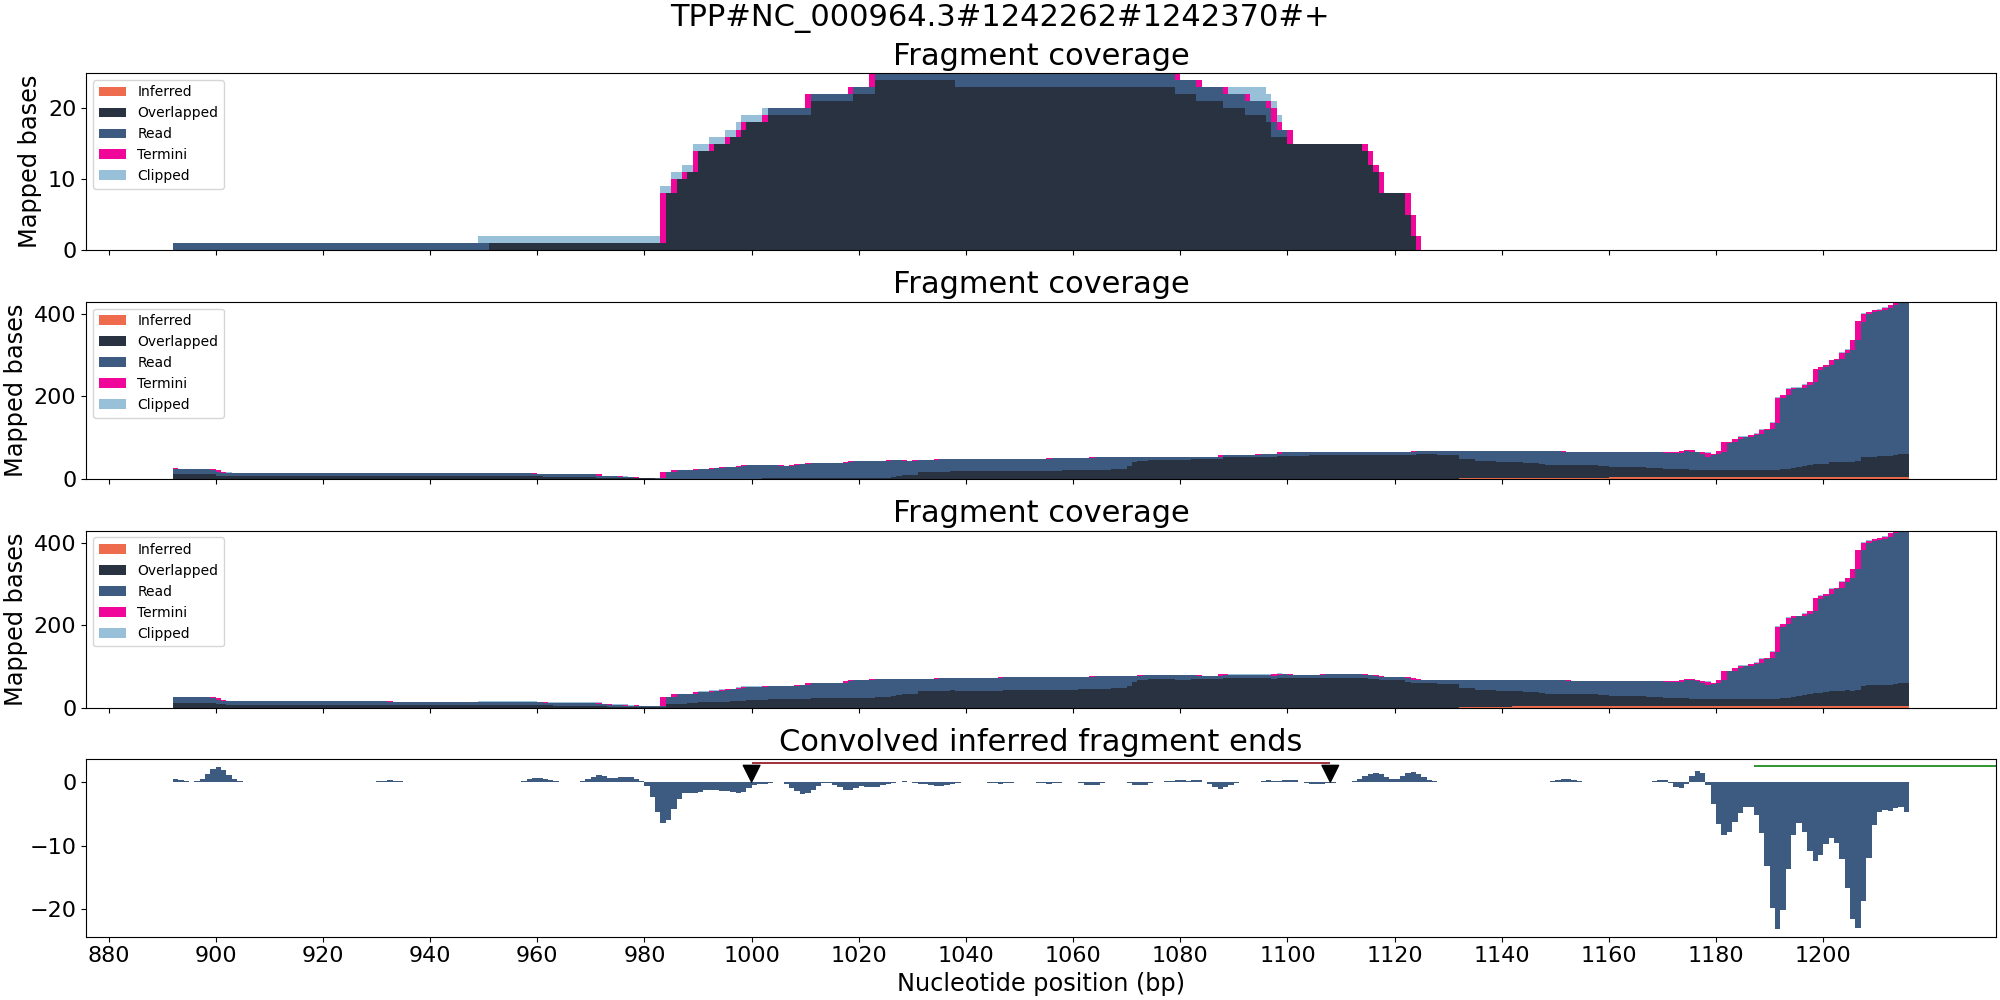 TPP#NC_000964.3#1242262#1242370#+
Fragment coverage
Mapped bases
20
10
0
Inferred
Overlapped
Read
Termini
Clipped
Fragment coverage
Mapped bases
400
200
0
Inferred
Overlapped
Read
Termini
Clipped
Fragment coverage
Mapped bases
400
200
0
Inferred
Overlapped
Read
Termini
Clipped
Convolved inferred fragment ends
0
−10
−20
880 900 920 940 960 980 1000 1020 1040 1060 1080 1100 1120 1140 1160 1180 1200
Nucleotide position (bp)